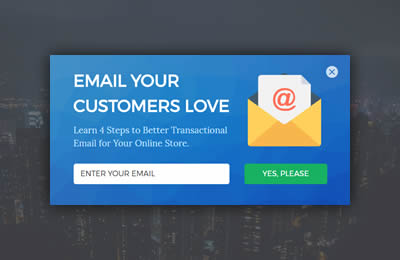 EMAIL YOUR
CUSTOMERS LOVE
Learn 4 Steps to Better Transactional
Email for Your Online Store.
ENTER YOUR EMAIL
YES, PLEASE
@